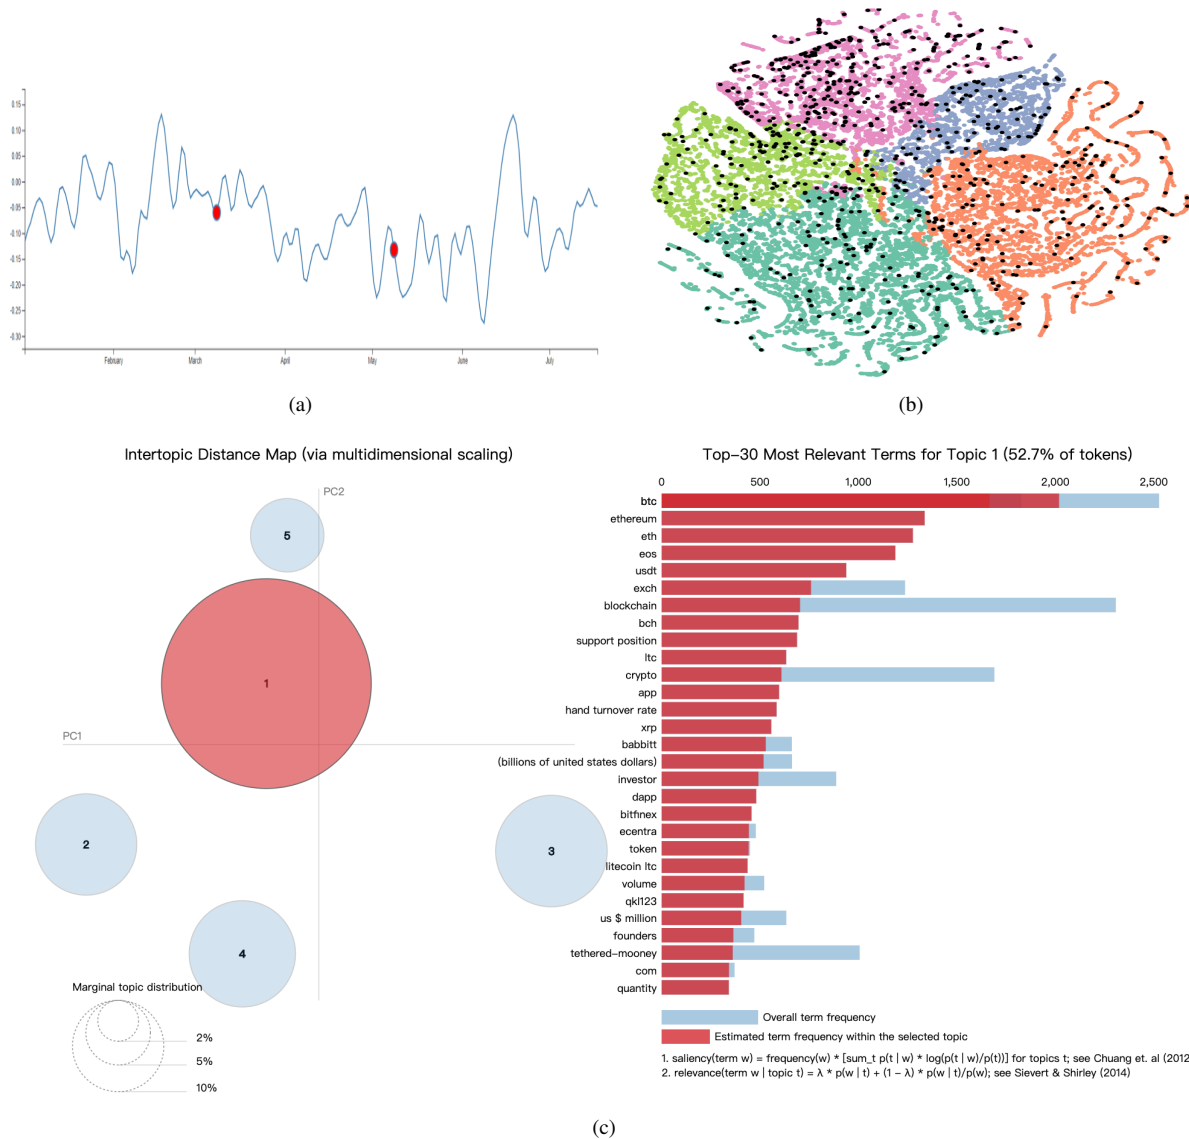 0.15
0.10
0.05
0.00
-0.05
-0.10
-0.15
-0.20
-0.25
-0.30
February March April May June July
(a)
(b)
Intertopic Distance Map (via multidimensional scaling)
PC2
PC1
5
1
2
3
4
Marginal topic distribution
2%
5%
10%
Top-30 Most Relevant Terms for Topic 1 (52.7% of tokens)
0 500 1,000 2,000 2,500
btc
ethereum
eth
eos
usdt
exch
blockchain
bch
support position
ltc
crypto
app
hand turnover rate
xrp
babbitt
(billions of united states dollars)
investor
dapp
bitfinex
ecentra
token
litecoin ltc
volume
qkl123
us $ million
founders
tethered-mooney
com
quantity
Overall term frequency
Estimated term frequency within the selected topic
1. saliency(term w) = frequency(w) * [sum_t p(t | w) * log(p(t | w)/p(t))] for topics t; see Chuang et. al (2012
2. relevance(term w | topic t) = λ * p(w | t) + (1 - λ) * p(w | t)/p(w); see Sievert & Shirley (2014)
(c)